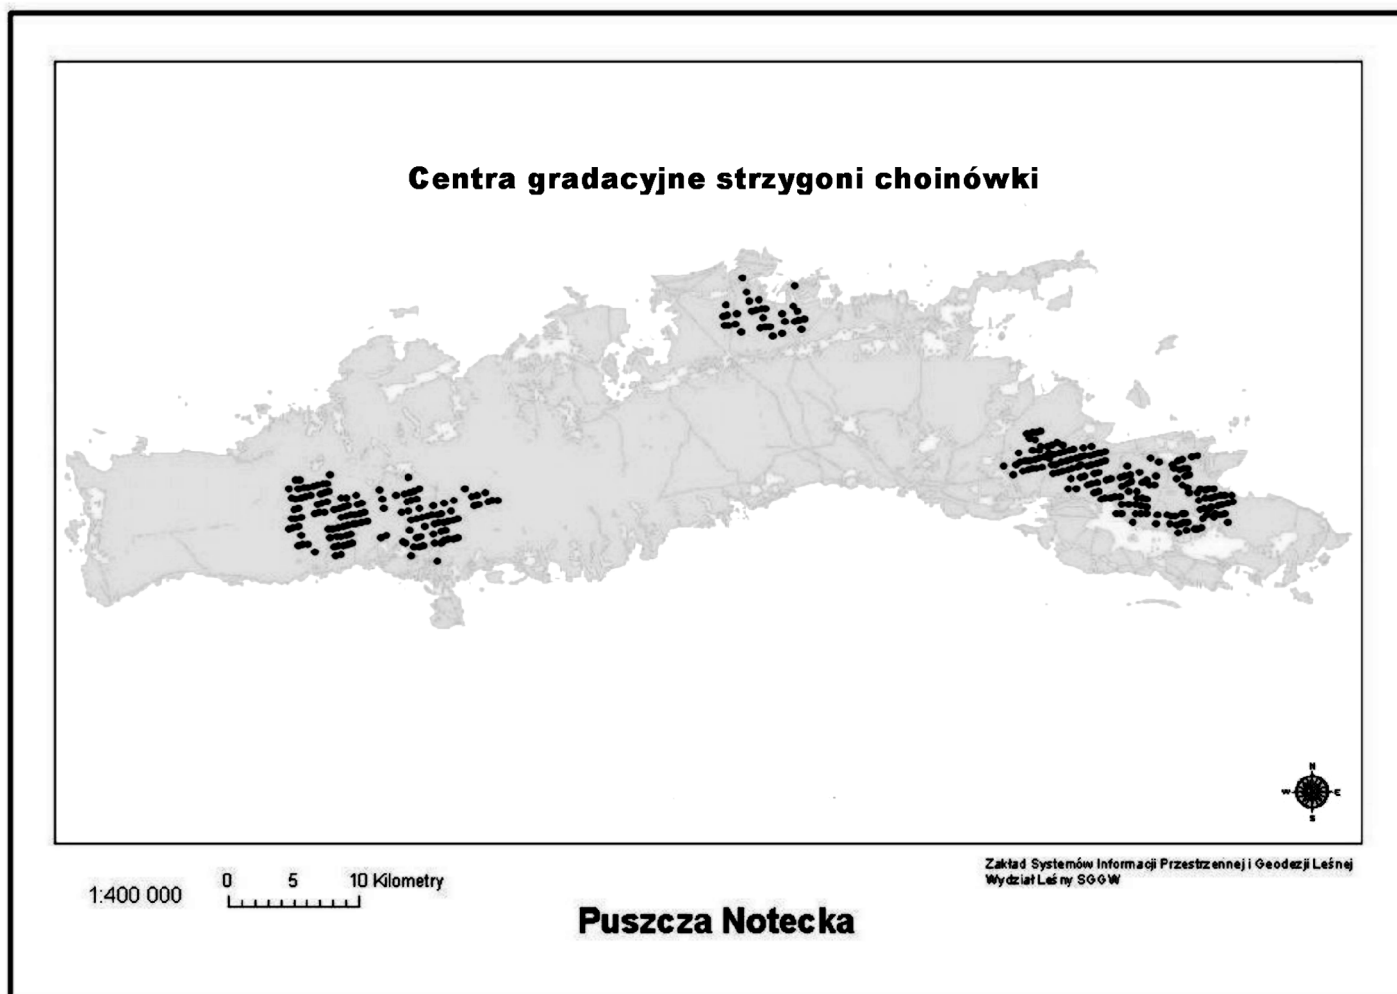 Centra gradacyjne strzygoni choinówki
N
W E
S
Zakład Systemów Informacji Przestrzennej i Geodezji Leśnej
Wydział Leśny SGGW
1:400 000
0 5 10 Kilometry
Puszcza Notecka